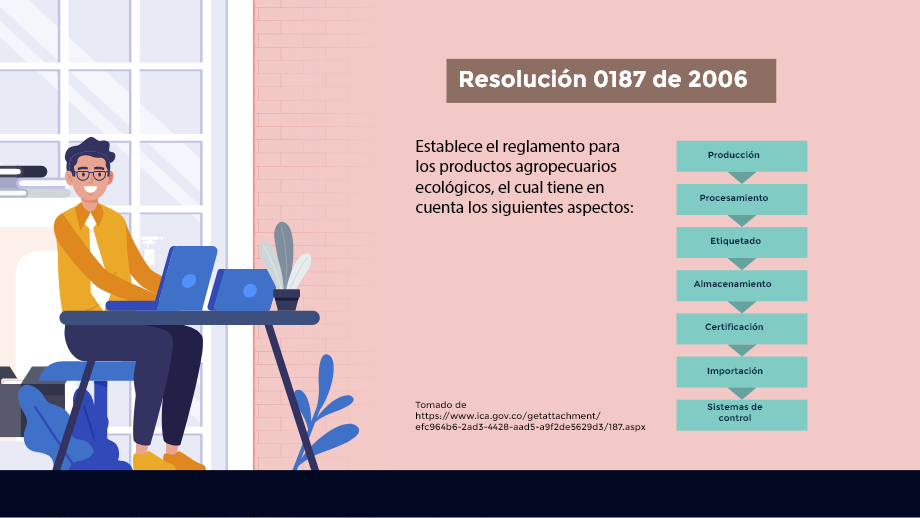 Resolución 0187 de 2006
Establece el reglamento para
los productos agropecuarios
ecológicos, el cual tiene en
cuenta los siguientes aspectos:
Producción
Procesamiento
Etiquetado
Almacenamiento
Certificación
Importación
Sistemas de
control
Tomado de
https://www.ica.gov.co/getattachment/
efc964b6-2ad3-4428-aad5-a9f2de5629d3/187.aspx